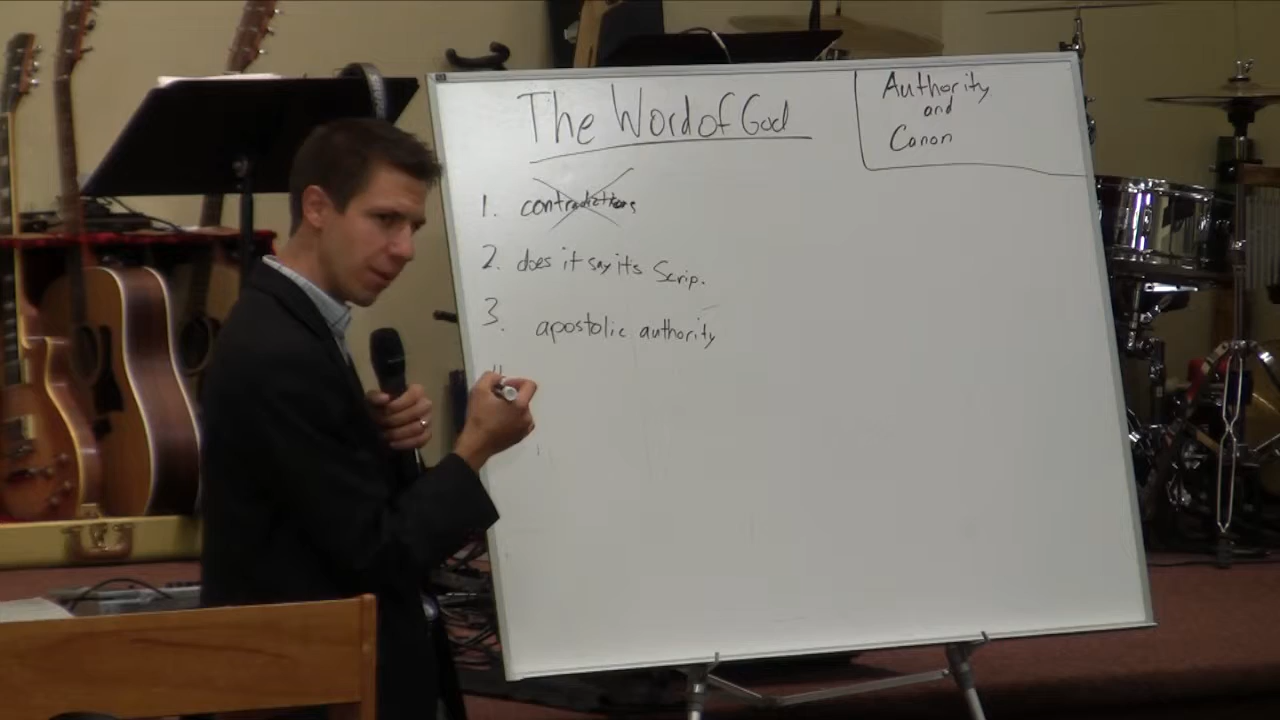 The Word of God
Authority
and
Canon
1. contradictions
2. does it say it's Scrip.
3. apostolic authority